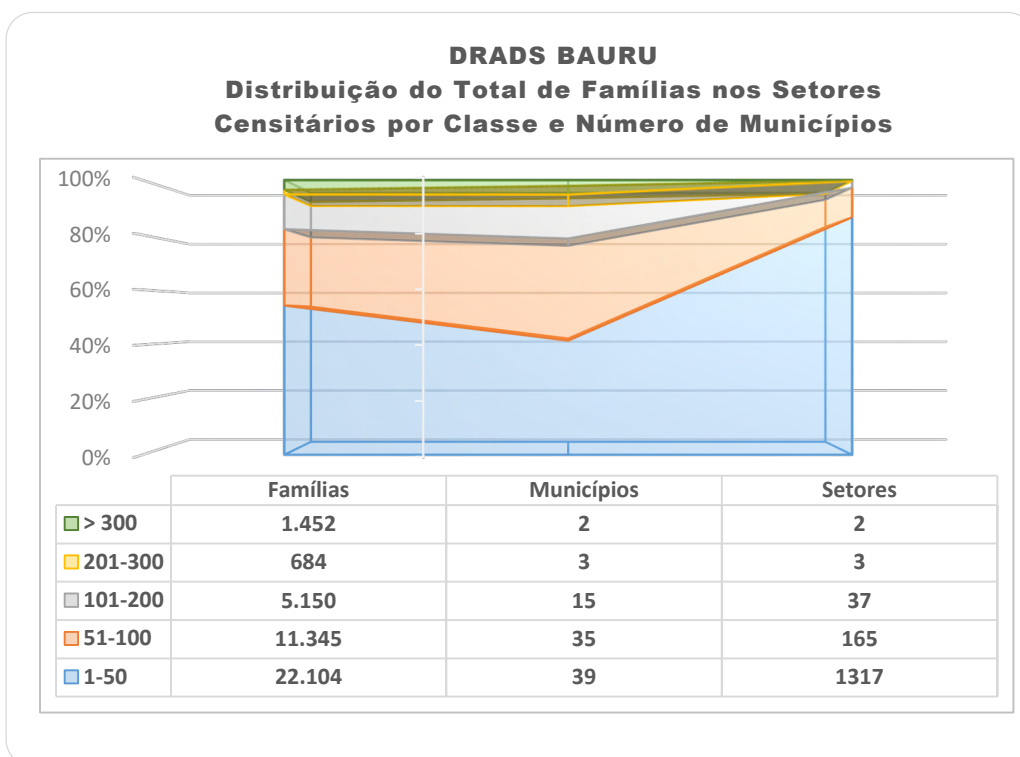 DRADS BAURU
Distribuição do Total de Famílias nos Setores
Censitários por Classe e Número de Municípios
100%
80%
60%
40%
20%
0%
Famílias Municípios Setores
> 300 1.452 2 2
201-300 684 3 3
101-200 5.150 15 37
51-100 11.345 35 165
1-50 22.104 39 1317